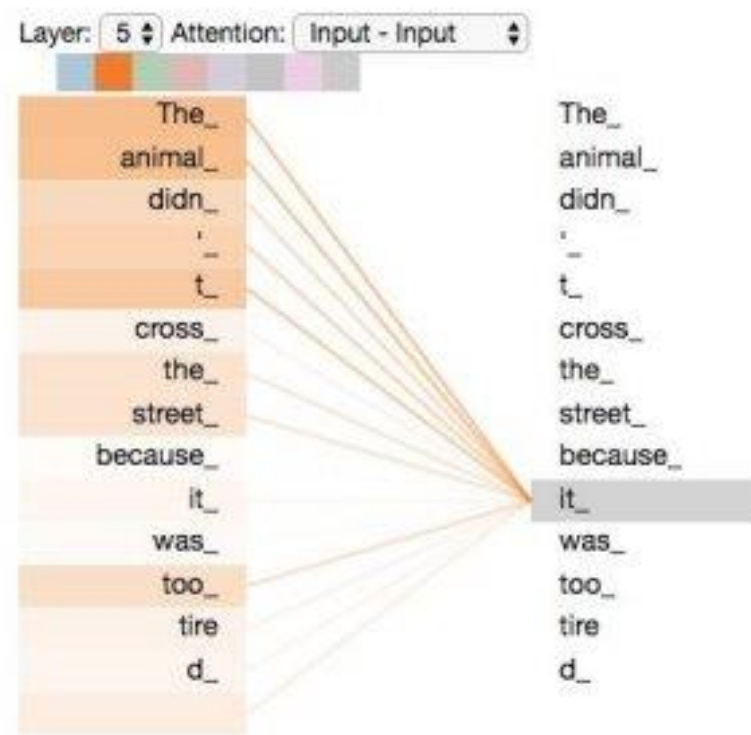 Layer: 5 Attention: Input - Input
The_ The_
animal_ animal_
didn_ didn_
'_ '_
t_ t_
cross_ cross_
the_ the_
street_ street_
because_ because_
it_ it_
was_ was_
too_ too_
tire tire
d_ d_